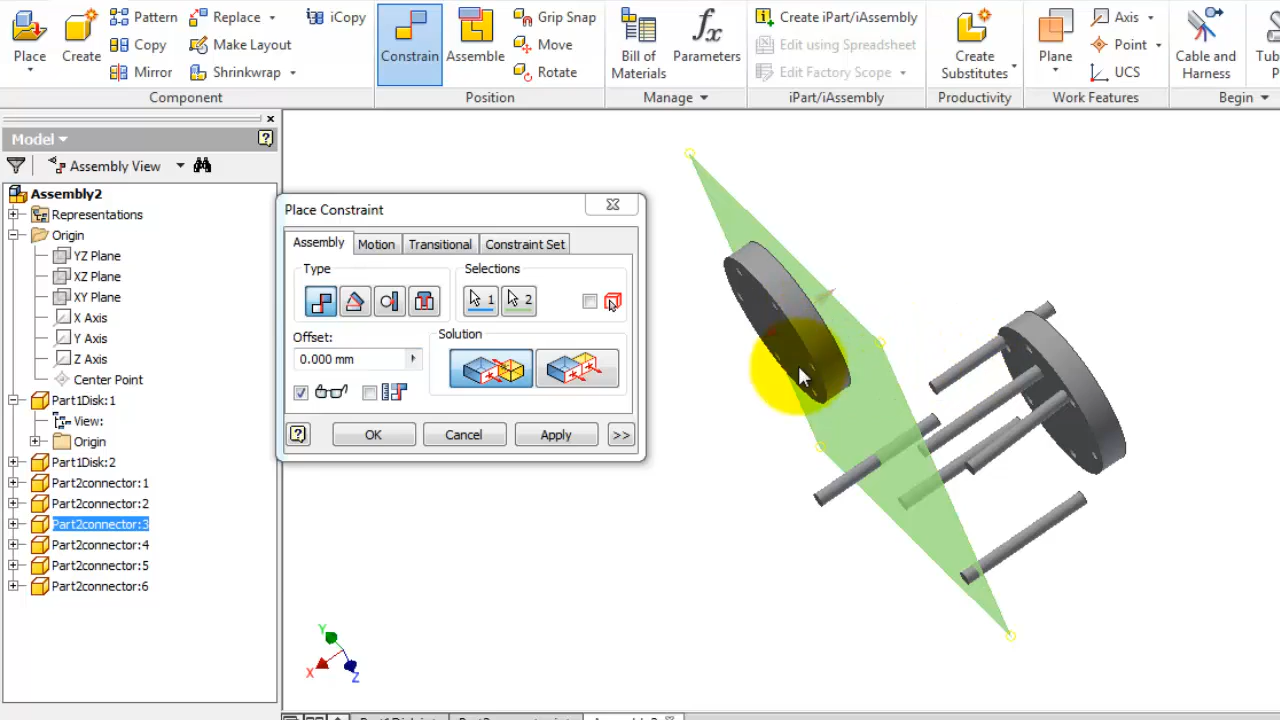 Place
Create
Pattern
Copy
Mirror
Replace
Make Layout
Shrinkwrap
iCopy
Component
Constrain
Assemble
Grip Snap
Move
Rotate
Position
Bill of
Materials
fx
Parameters
Manage
Create iPart/iAssembly
Edit using Spreadsheet
Edit Factory Scope
iPart/iAssembly
Create
Substitutes
Productivity
Plane
Axis
Point
UCS
Work Features
Cable and
Harness
Begin
Model
Assembly View
Assembly2
Representations
Origin
YZ Plane
XZ Plane
XY Plane
X Axis
Y Axis
Z Axis
Center Point
Part1Disk:1
View:
Origin
Part1Disk:2
Part2connector:1
Part2connector:2
Part2connector:3
Part2connector:4
Part2connector:5
Part2connector:6
Place Constraint
Assembly
Motion
Transitional
Constraint Set
Type
Selections
1
2
Offset:
Solution
0.000 mm
OK
Cancel
Apply
>>
Y
X
Z